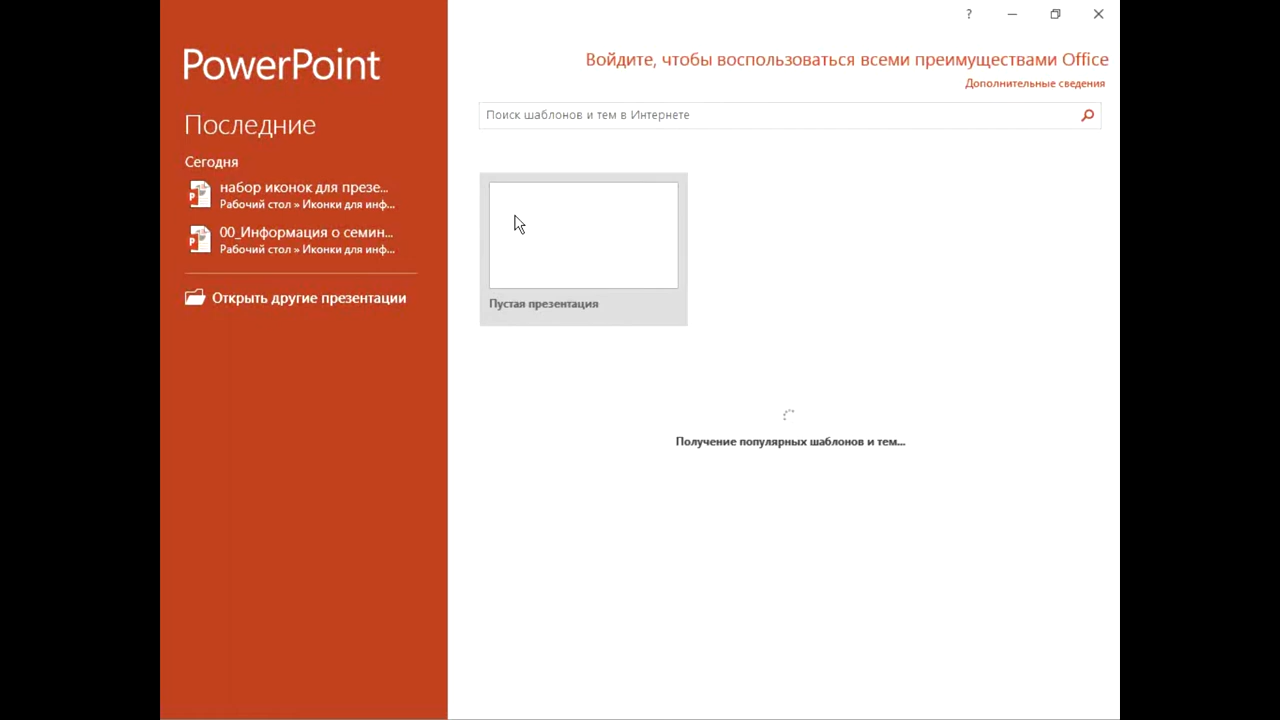 ?
PowerPoint
Войдите, чтобы воспользоваться всеми преимуществами Office
Дополнительные сведения
Поиск шаблонов и тем в Интернете
Последние
Сегодня
набор иконок для презе...
Рабочий стол » Иконки для инф...
00_Информация о семин...
Рабочий стол » Иконки для инф...
Открыть другие презентации
Пустая презентация
Получение популярных шаблонов и тем...